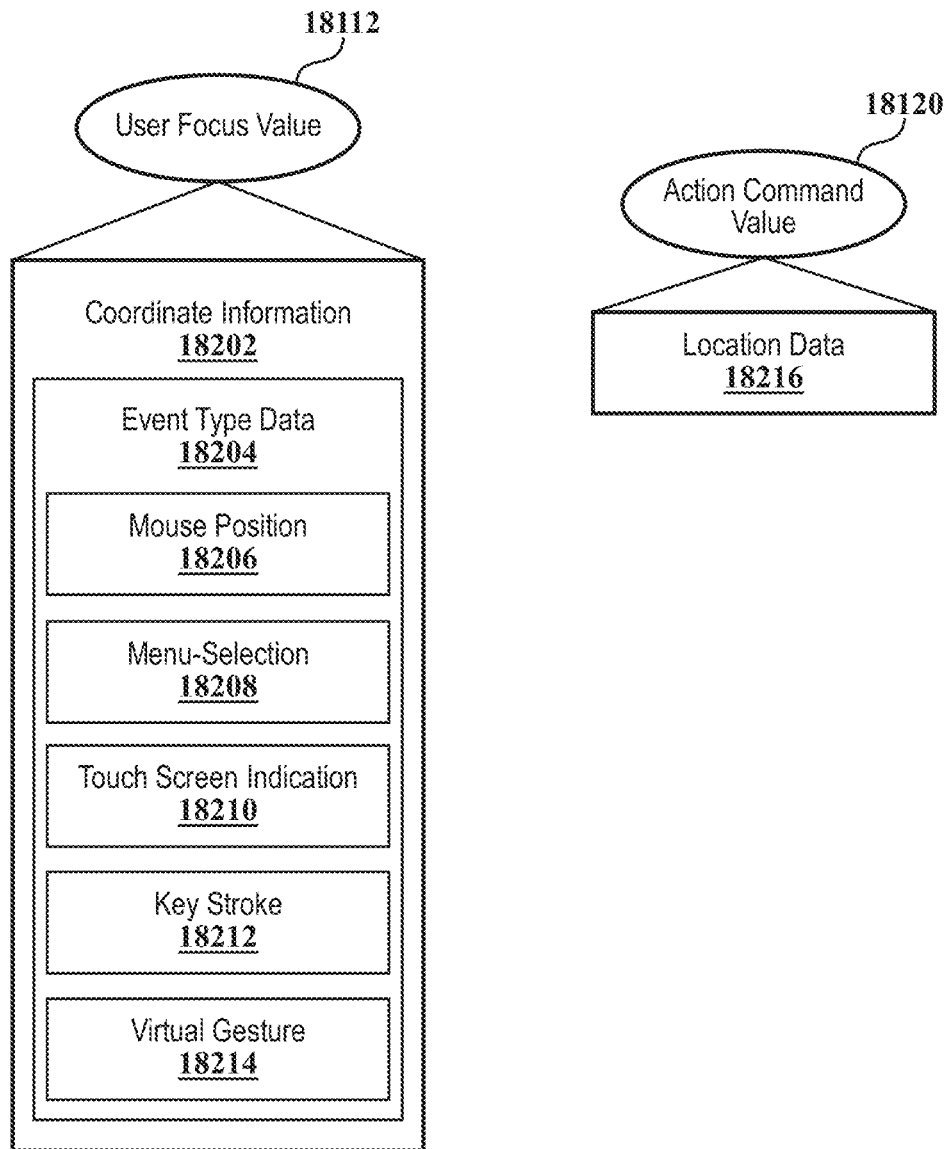 18112
User Focus Value
Coordinate Information
18202
Event Type Data
18204
Mouse Position
18206
Menu-Selection
18208
Touch Screen Indication
18210
Key Stroke
18212
Virtual Gesture
18214
18120
Action Command
Value
Location Data
18216